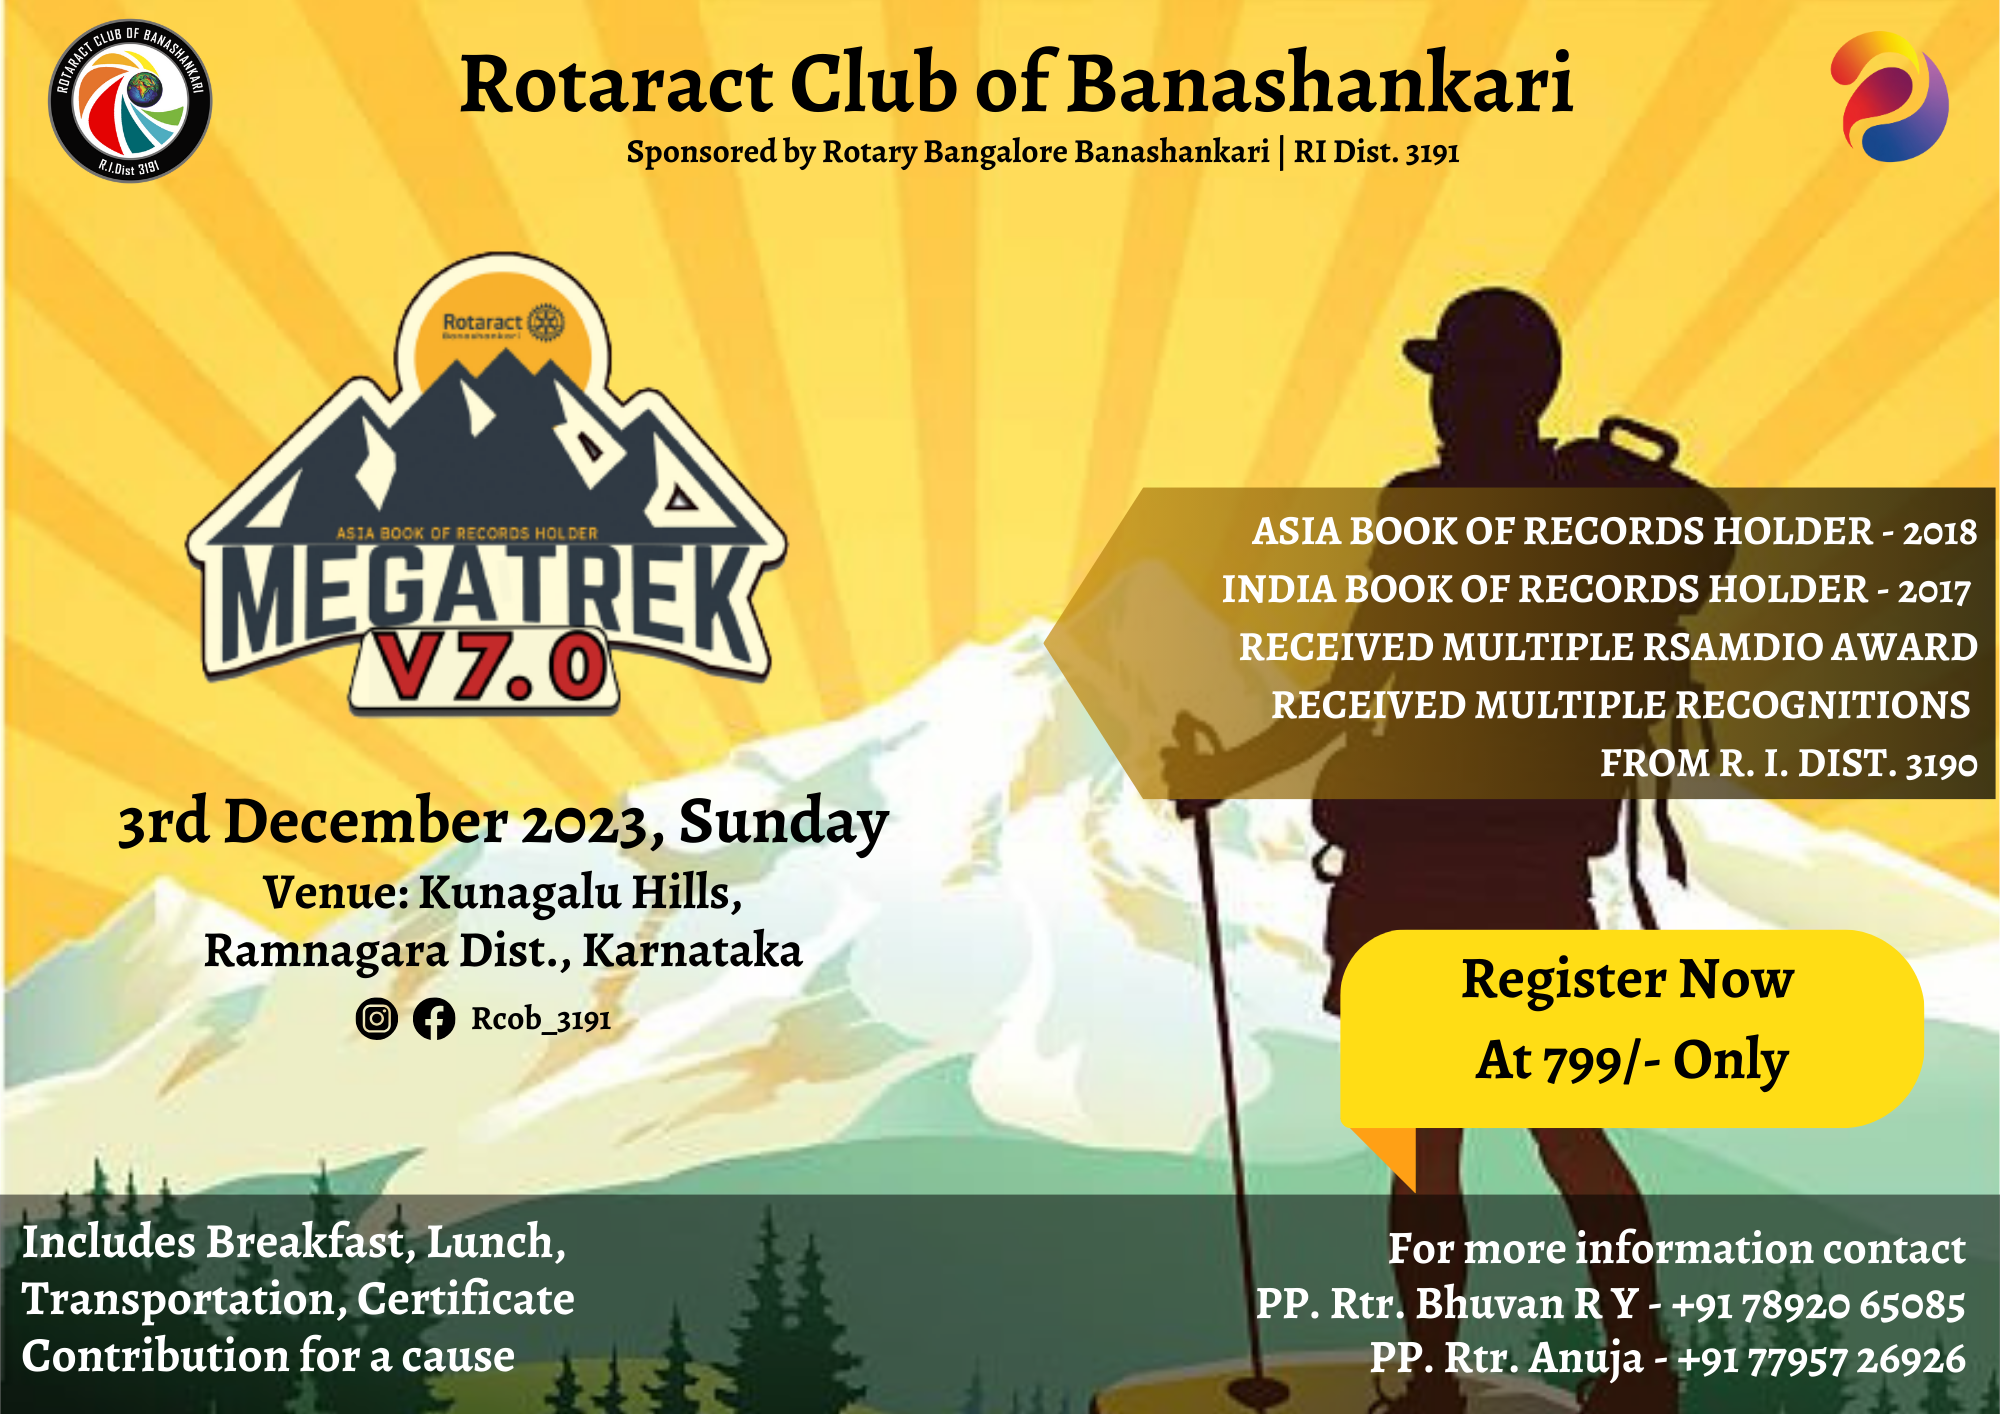 ROTARACT CLUB OF BANASHANKARI
R.I.Dist 3191
Rotaract Club of Banashankari
Sponsored by Rotary Bangalore Banashankari | RI Dist. 3191
Rotaract
Banashankari
ASIA BOOK OF RECORDS HOLDER
MEGATREK
V 7.0
ASIA BOOK OF RECORDS HOLDER - 2018
INDIA BOOK OF RECORDS HOLDER - 2017
RECEIVED MULTIPLE RSAMDIO AWARD
RECEIVED MULTIPLE RECOGNITIONS
FROM R. I. DIST. 3190
3rd December 2023, Sunday
Venue: Kunagalu Hills,
Ramnagara Dist., Karnataka
Rcob_3191
Register Now
At 799/- Only
Includes Breakfast, Lunch,
Transportation, Certificate
Contribution for a cause
For more information contact
PP. Rtr. Bhuvan R Y - +91 78920 65085
PP. Rtr. Anuja - +91 77957 26926